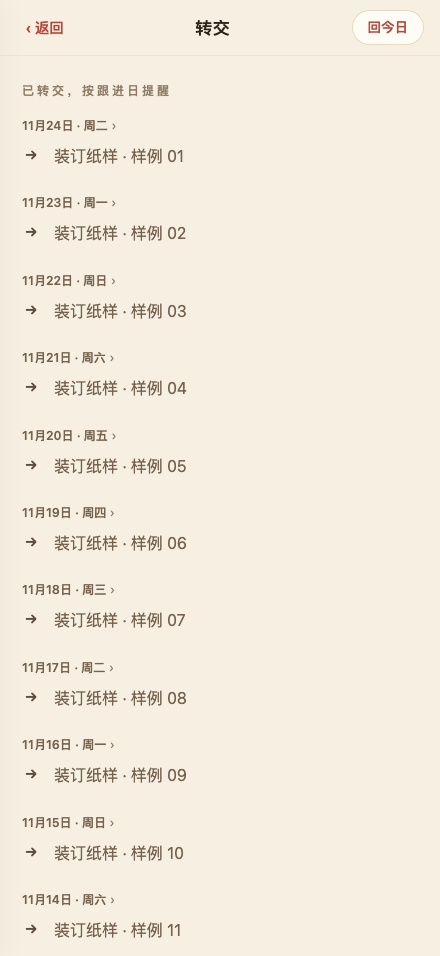 ‹ 返回
转交
回今日
已转交，按跟进日提醒
11月24日 · 周二 ›
→ 装订纸样 · 样例 01
11月23日 · 周一 ›
→ 装订纸样 · 样例 02
11月22日 · 周日 ›
→ 装订纸样 · 样例 03
11月21日 · 周六 ›
→ 装订纸样 · 样例 04
11月20日 · 周五 ›
→ 装订纸样 · 样例 05
11月19日 · 周四 ›
→ 装订纸样 · 样例 06
11月18日 · 周三 ›
→ 装订纸样 · 样例 07
11月17日 · 周二 ›
→ 装订纸样 · 样例 08
11月16日 · 周一 ›
→ 装订纸样 · 样例 09
11月15日 · 周日 ›
→ 装订纸样 · 样例 10
11月14日 · 周六 ›
→ 装订纸样 · 样例 11